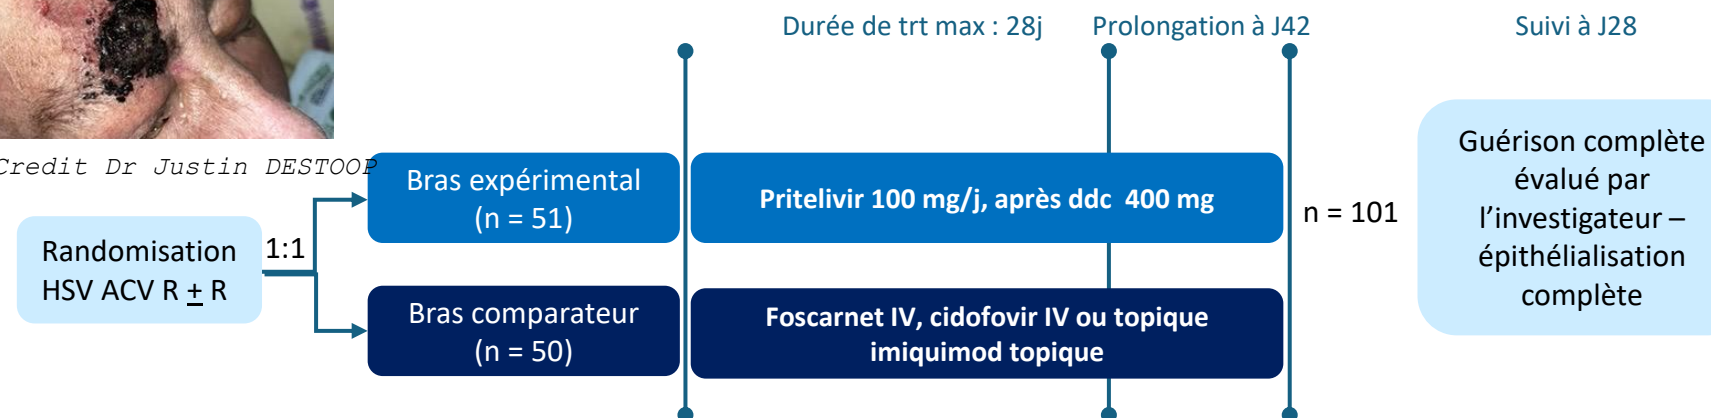 Durée de trt max : 28j
Prolongation à J42
Suivi à J28
Credit Dr Justin DESTOOP
Randomisation
HSV ACV R + R
1:1
Bras expérimental
(n = 51)
Pritelivir 100 mg/j, après ddc 400 mg
Bras comparateur
(n = 50)
Foscarnet IV, cidofovir IV ou topique
imiquimod topique
n = 101
Guérison complète
évalué par
l’investigateur –
épithélialisation
complète